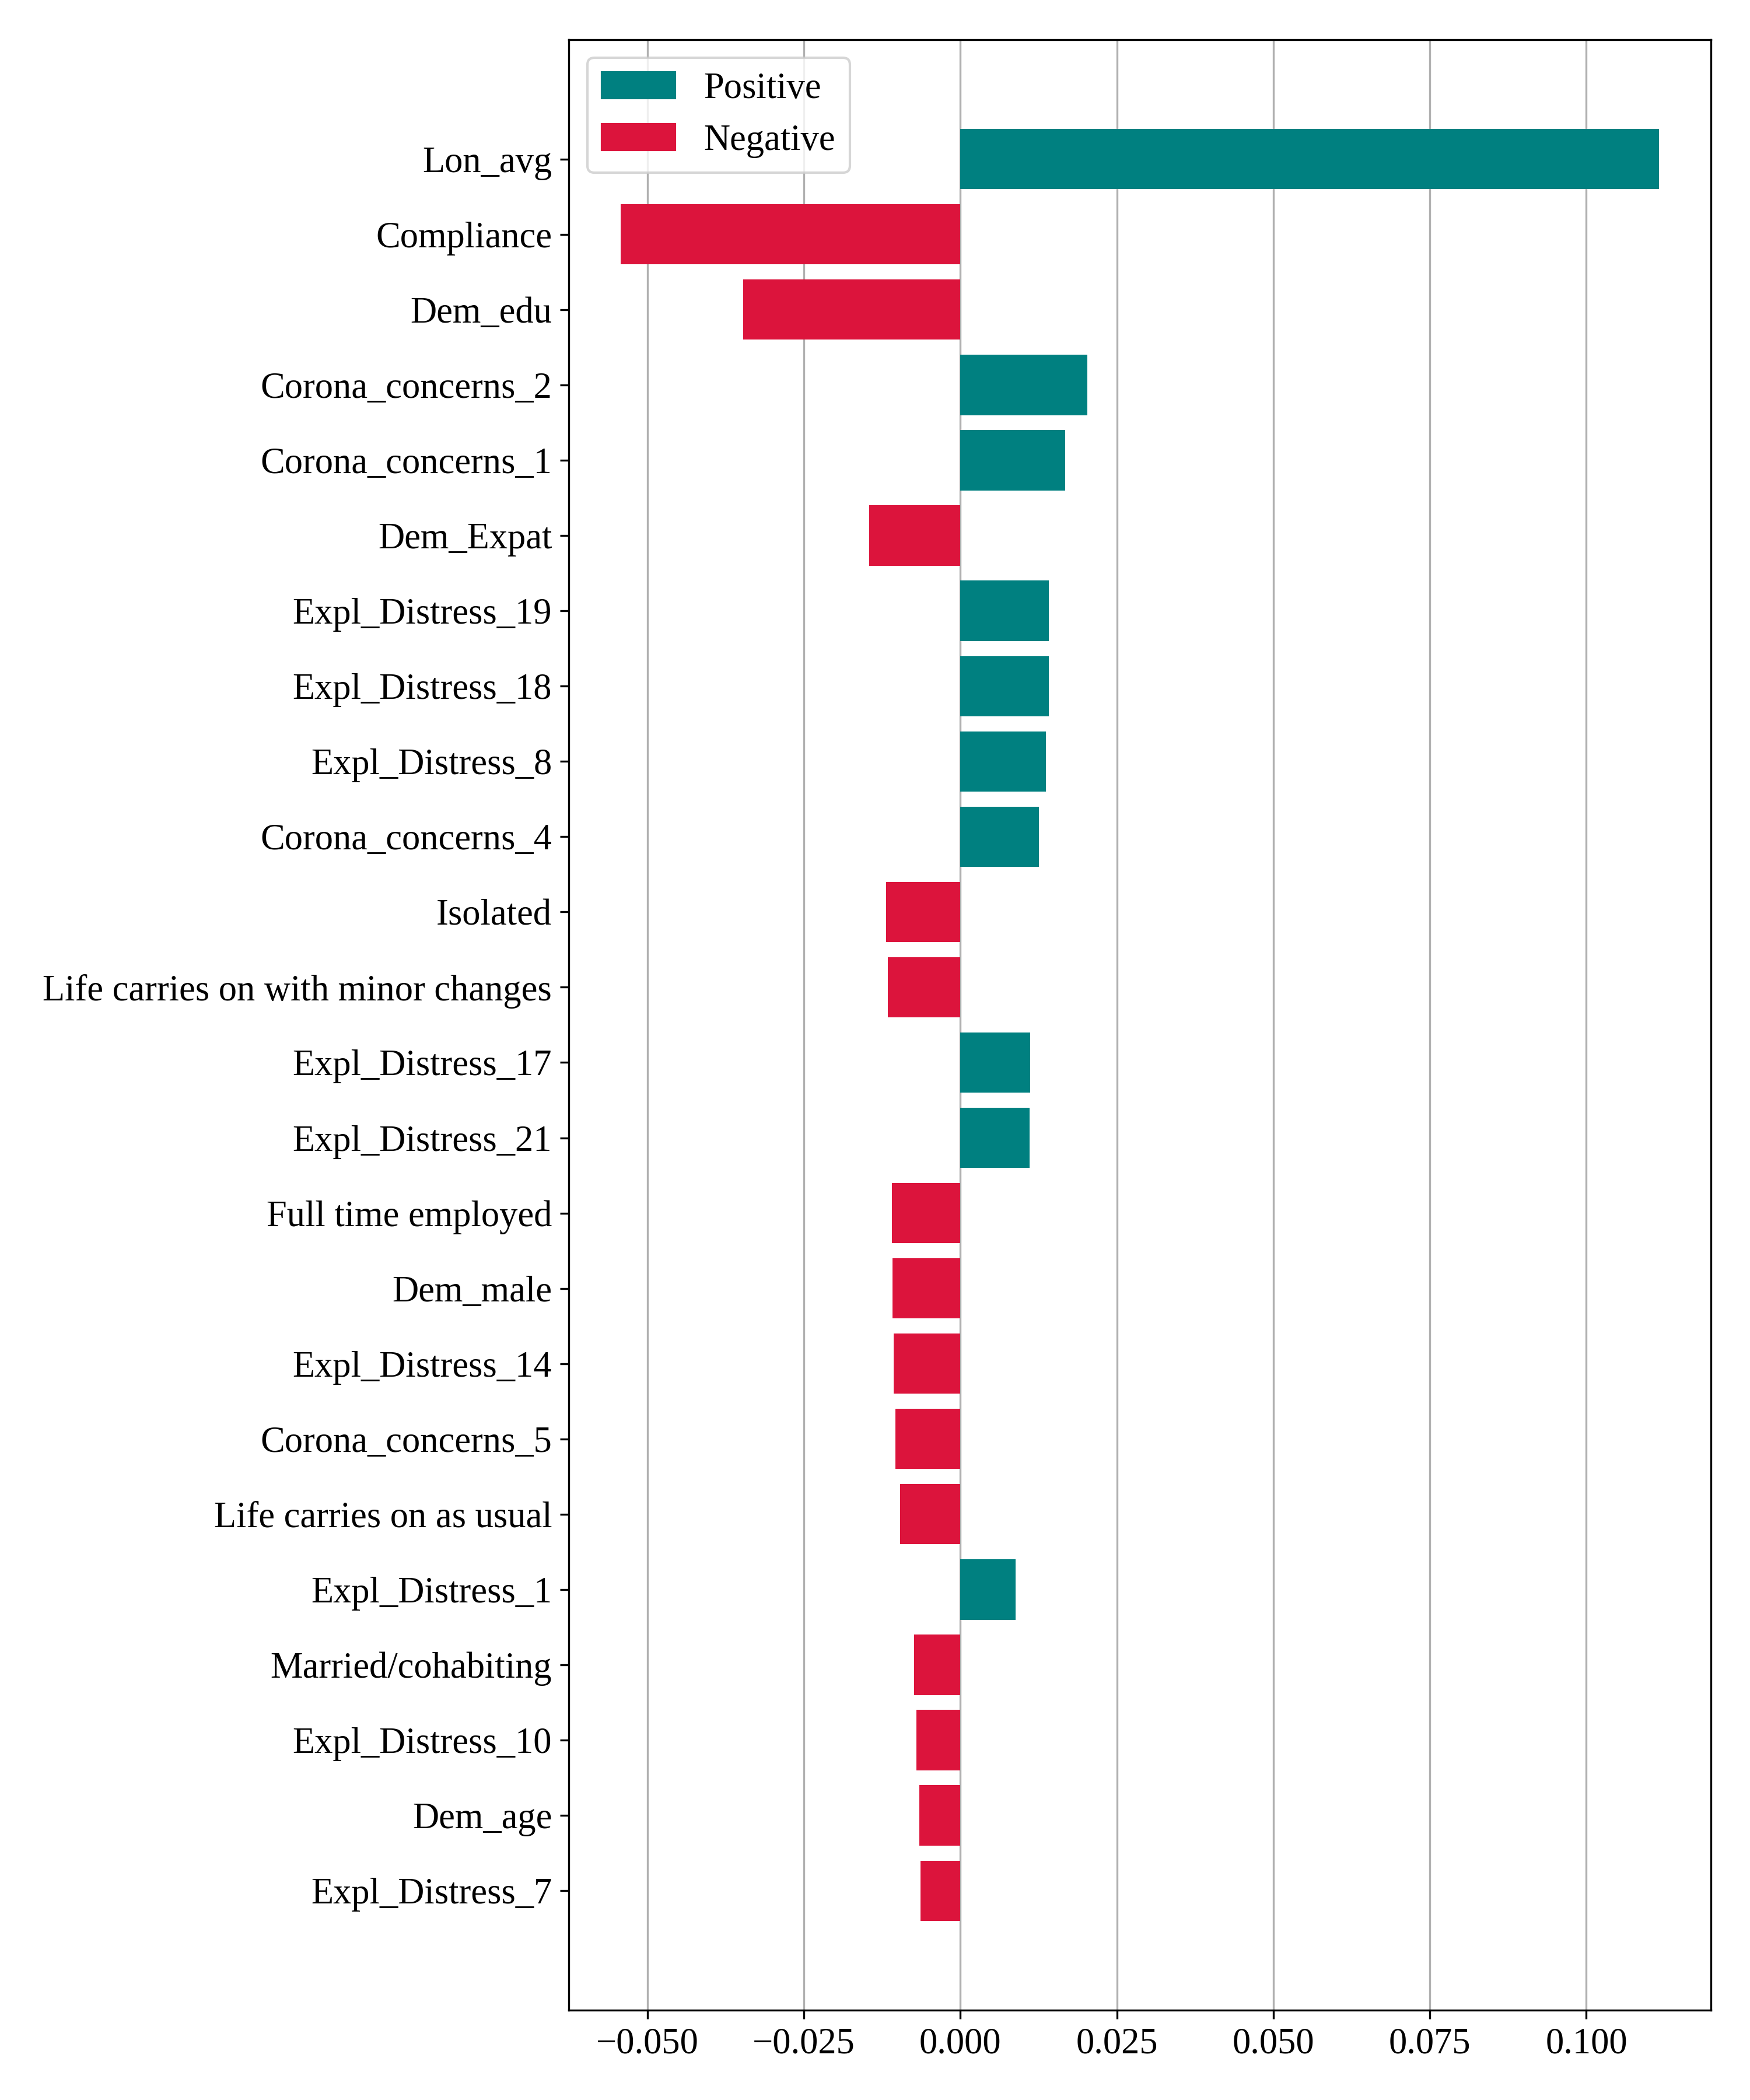 Positive
Negative
Lon_avg
Compliance
Dem_edu
Corona_concerns_2
Corona_concerns_1
Dem_Expat
Expl_Distress_19
Expl_Distress_18
Expl_Distress_8
Corona_concerns_4
Isolated
Life carries on with minor changes
Expl_Distress_17
Expl_Distress_21
Full time employed
Dem_male
Expl_Distress_14
Corona_concerns_5
Life carries on as usual
Expl_Distress_1
Married/cohabiting
Expl_Distress_10
Dem_age
Expl_Distress_7
−0.050 −0.025 0.000 0.025 0.050 0.075 0.100